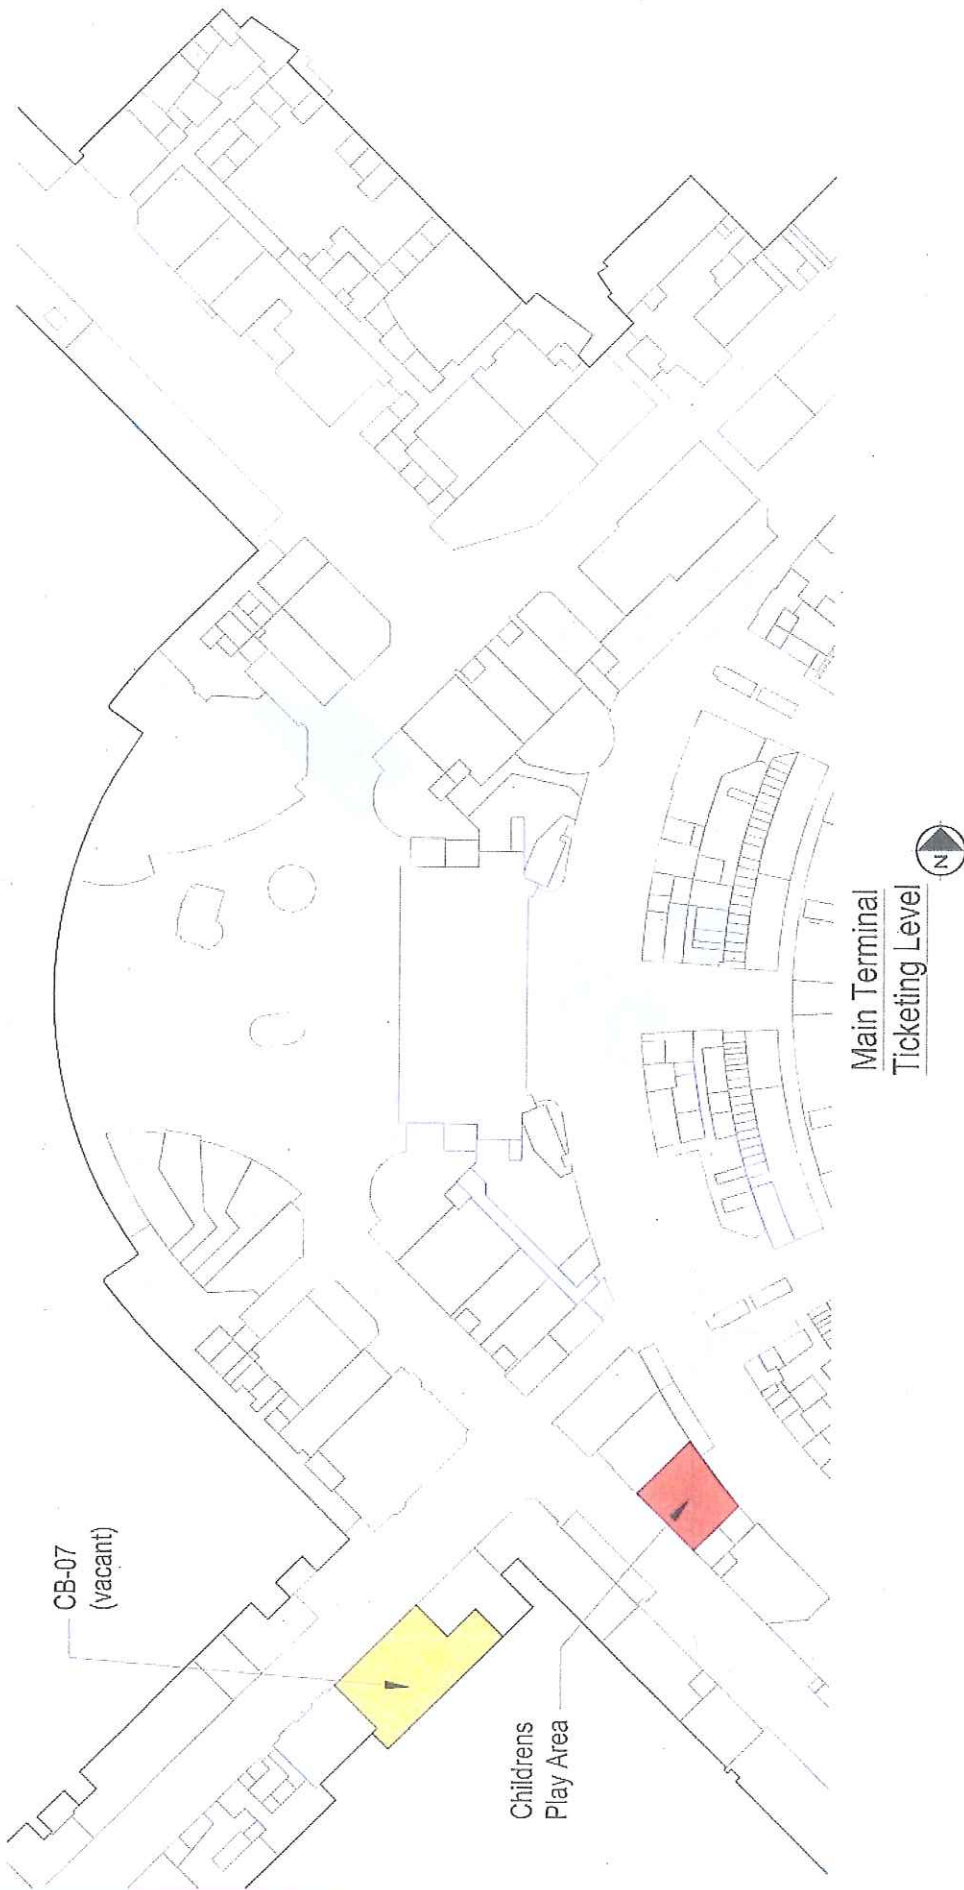 CB-07
(vacant)
Childrens
Play Area
Main Terminal
Ticketing Level
N